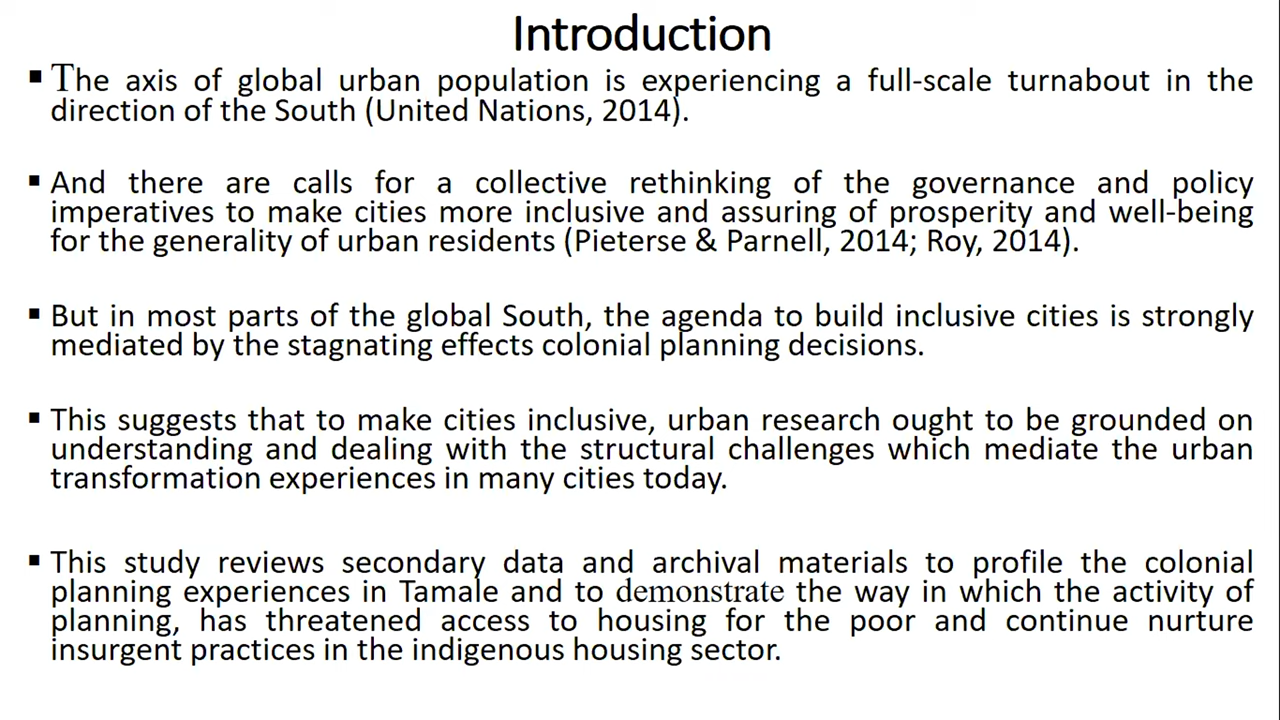 Introduction
▪ The axis of global urban population is experiencing a full-scale turnabout in the
direction of the South (United Nations, 2014).
▪ And there are calls for a collective rethinking of the governance and policy
imperatives to make cities more inclusive and assuring of prosperity and well-being
for the generality of urban residents (Pieterse & Parnell, 2014; Roy, 2014).
▪ But in most parts of the global South, the agenda to build inclusive cities is strongly
mediated by the stagnating effects colonial planning decisions.
▪ This suggests that to make cities inclusive, urban research ought to be grounded on
understanding and dealing with the structural challenges which mediate the urban
transformation experiences in many cities today.
▪ This study reviews secondary data and archival materials to profile the colonial
planning experiences in Tamale and to demonstrate the way in which the activity of
planning, has threatened access to housing for the poor and continue nurture
insurgent practices in the indigenous housing sector.